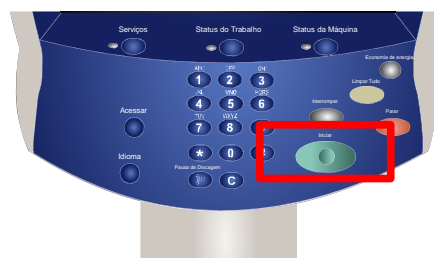 Serviços
Status do Trabalho
Status da Máquina
Economia de energia
Limpar Tudo
Interromper
Parar
Acessar
Iniciar
Idioma
1 2 3
4 5 6
7 8
* 0
Pausa de Discagem
C